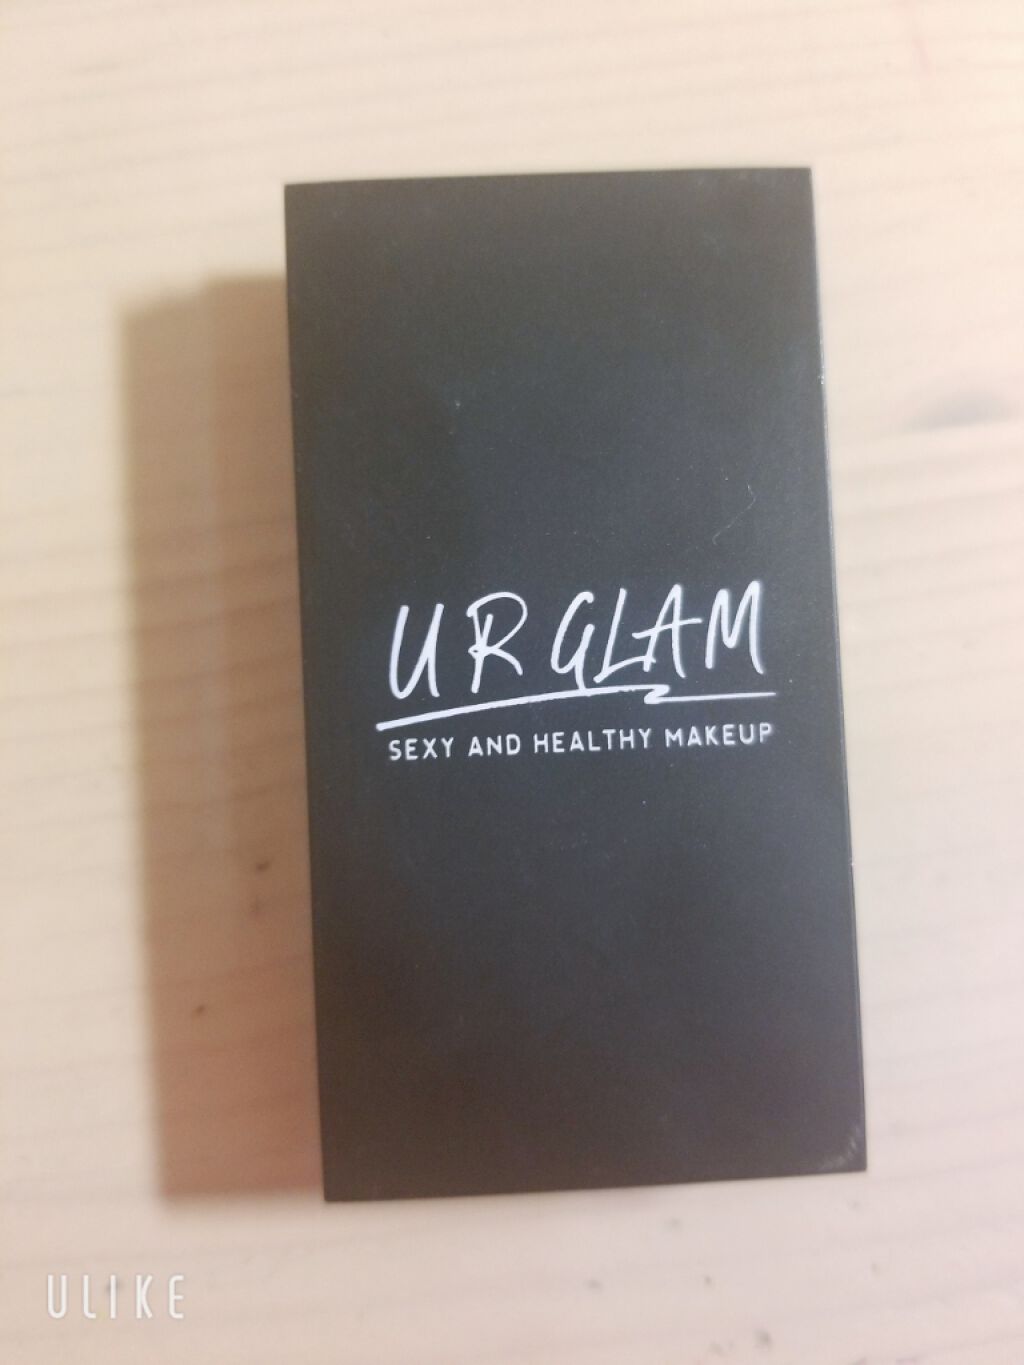 U R GLAM
SEXY AND HEALTHY MAKEUP
ULIKE